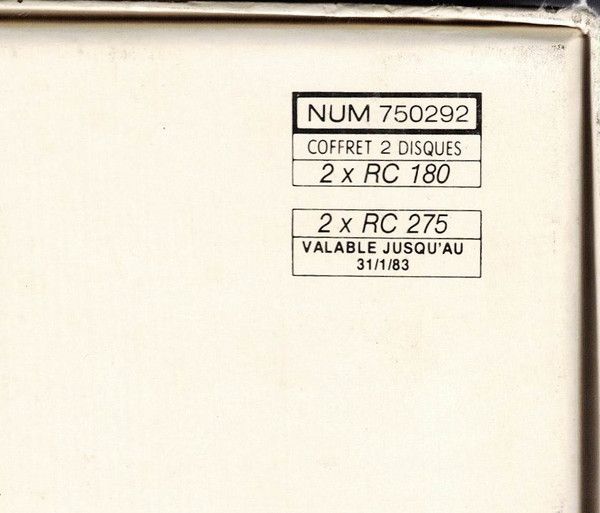 NUM 750292
COFFRET 2 DISQUES
2 x RC 180
2 x RC 275
VALABLE JUSQU'AU
31/1/83